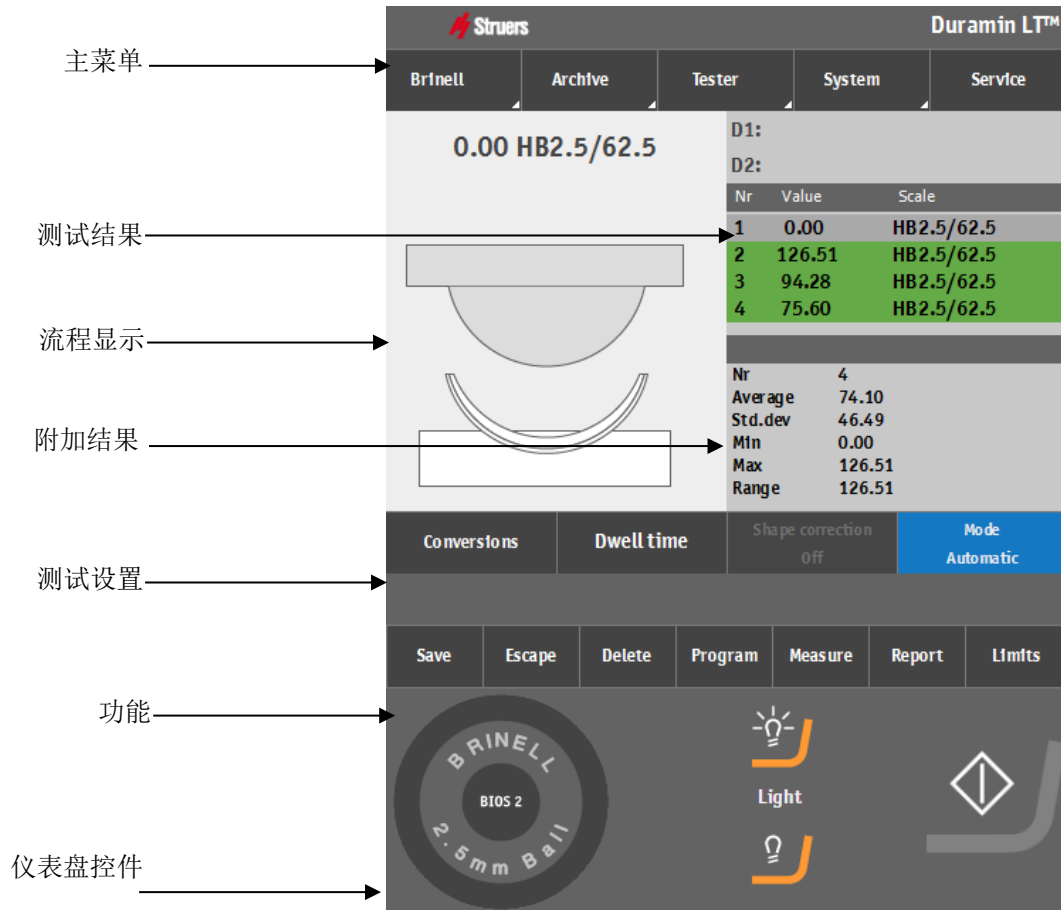 Struers
Duramin LT™
主菜单
Brinell Archive Tester System Service
0.00 HB2.5/62.5
D1:
D2:
Nr Value Scale
测试结果
1 0.00 HB2.5/62.5
2 126.51 HB2.5/62.5
3 94.28 HB2.5/62.5
4 75.60 HB2.5/62.5
流程显示
附加结果
Nr 4
Average 74.10
Std.dev 46.49
Min 0.00
Max 126.51
Range 126.51
测试设置
Conversions
Dwell time
Shape correction
Off
Mode
Automatic
功能
Save Escape Delete Program Measure Report Limits
BRINELL
BIOS 2
2.5mm Ball
Light
仪表盘控件